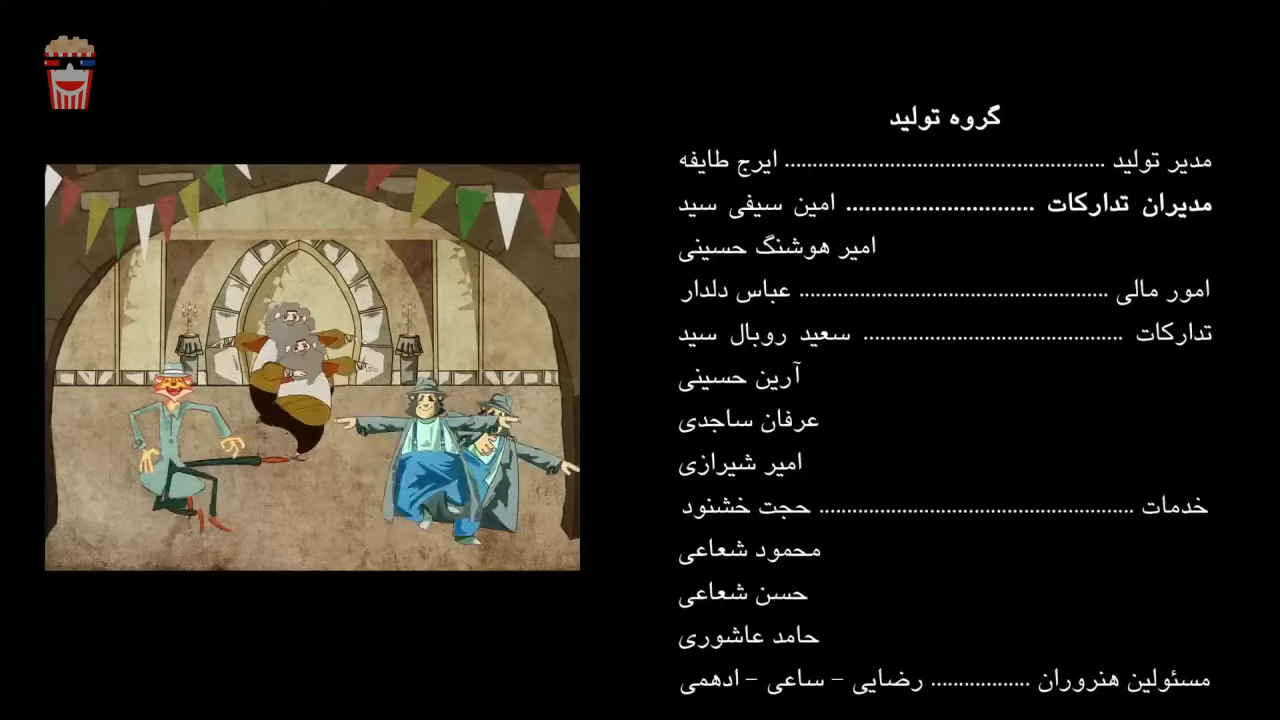 گروه تولید
مدیر تولید ........................................................ ایرج طایفه
مدیران تدارکات .............................. امین سیفی سید
امیر هوشنگ حسینی
امور مالی ...................................................... عباس دلدار
تدارکات .............................................. سعید روبال سید
آرین حسینی
عرفان ساجدی
امیر شیرازی
خدمات ....................................................... حجت خشنود
محمود شعاعی
حسن شعاعی
حامد عاشوری
مسئولین هنروران .................. رضایی – ساعی – ادهمی